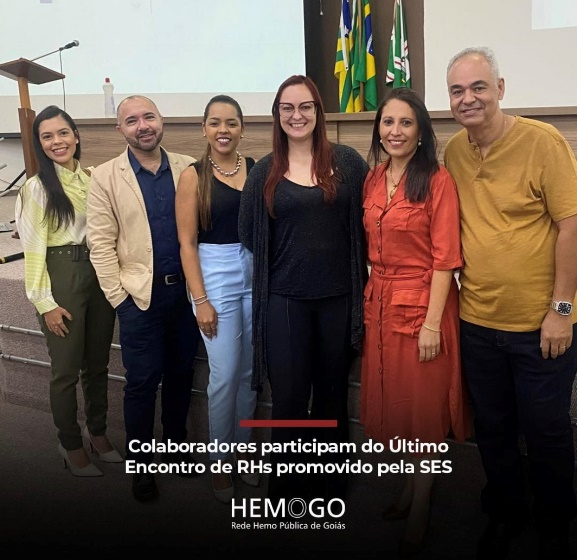 Colaboradores participam do Último
Encontro de RHs promovido pela SES
HEMOGO
Rede Hemo Pública de Goiás